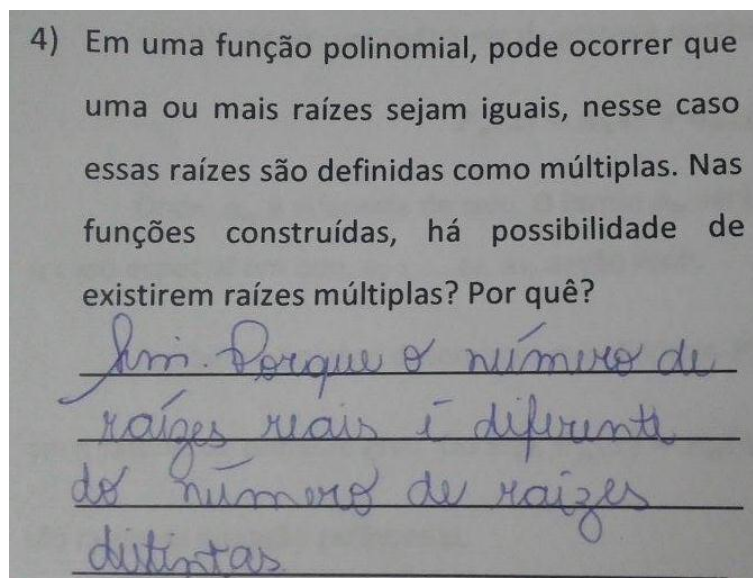 4) Em uma função polinomial, pode ocorrer que
uma ou mais raízes sejam iguais, nesse caso
essas raízes são definidas como múltiplas. Nas
funções construídas, há possibilidade de
existirem raízes múltiplas? Por quê?
Sim. Porque o número de
raízes reais é diferente
do número de raízes
distintas